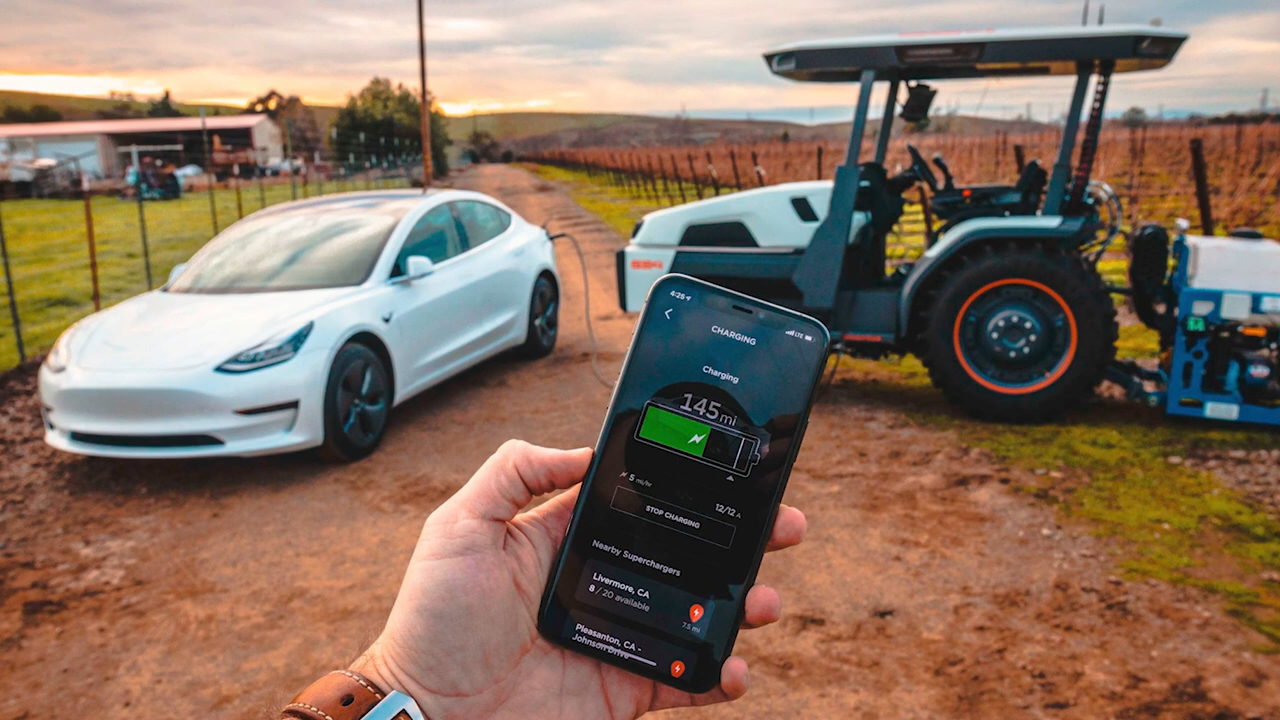 4:25
LTE
CHARGING
Charging
145 mi
5 mi/hr
12/12 A
STOP CHARGING
Nearby Superchargers
Livermore, CA
8 / 20 available
7.5 mi
Pleasanton, CA -
Johnson Drive